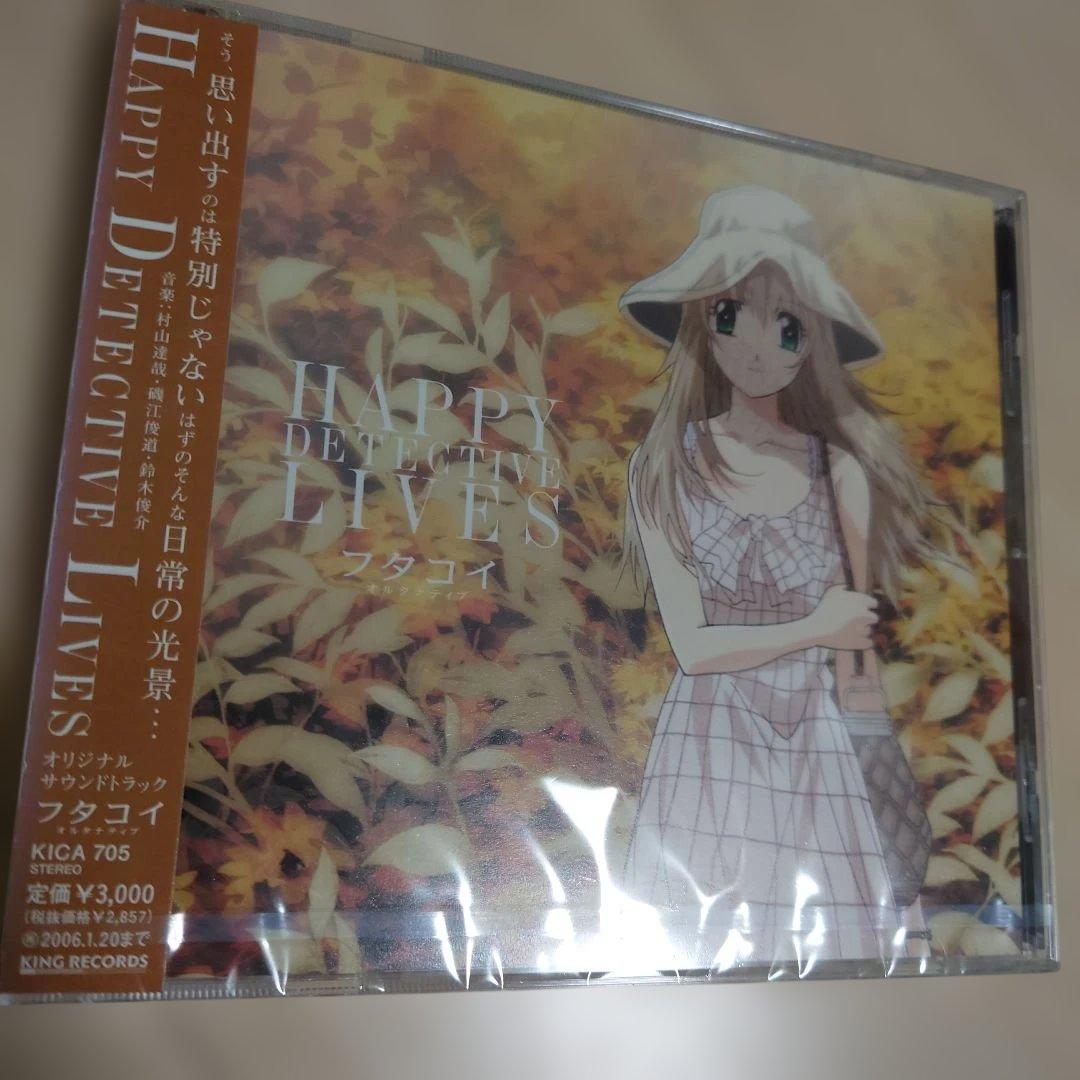 そう、思い出すのは特別じゃないはずのそんな日常の光景…
音楽:村山達哉・磯江俊道・鈴木俊介
HAPPY DETECTIVE LIVES
オリジナル
サウンドトラック
フタコイ
オルタナティブ
KICA 705
STEREO
定価¥3,000
(税抜価格¥2,857)
2006.1.20まで
KING RECORDS
HAPPY
DETECTIVE
LIVES
フタコイ
オルタナティブ